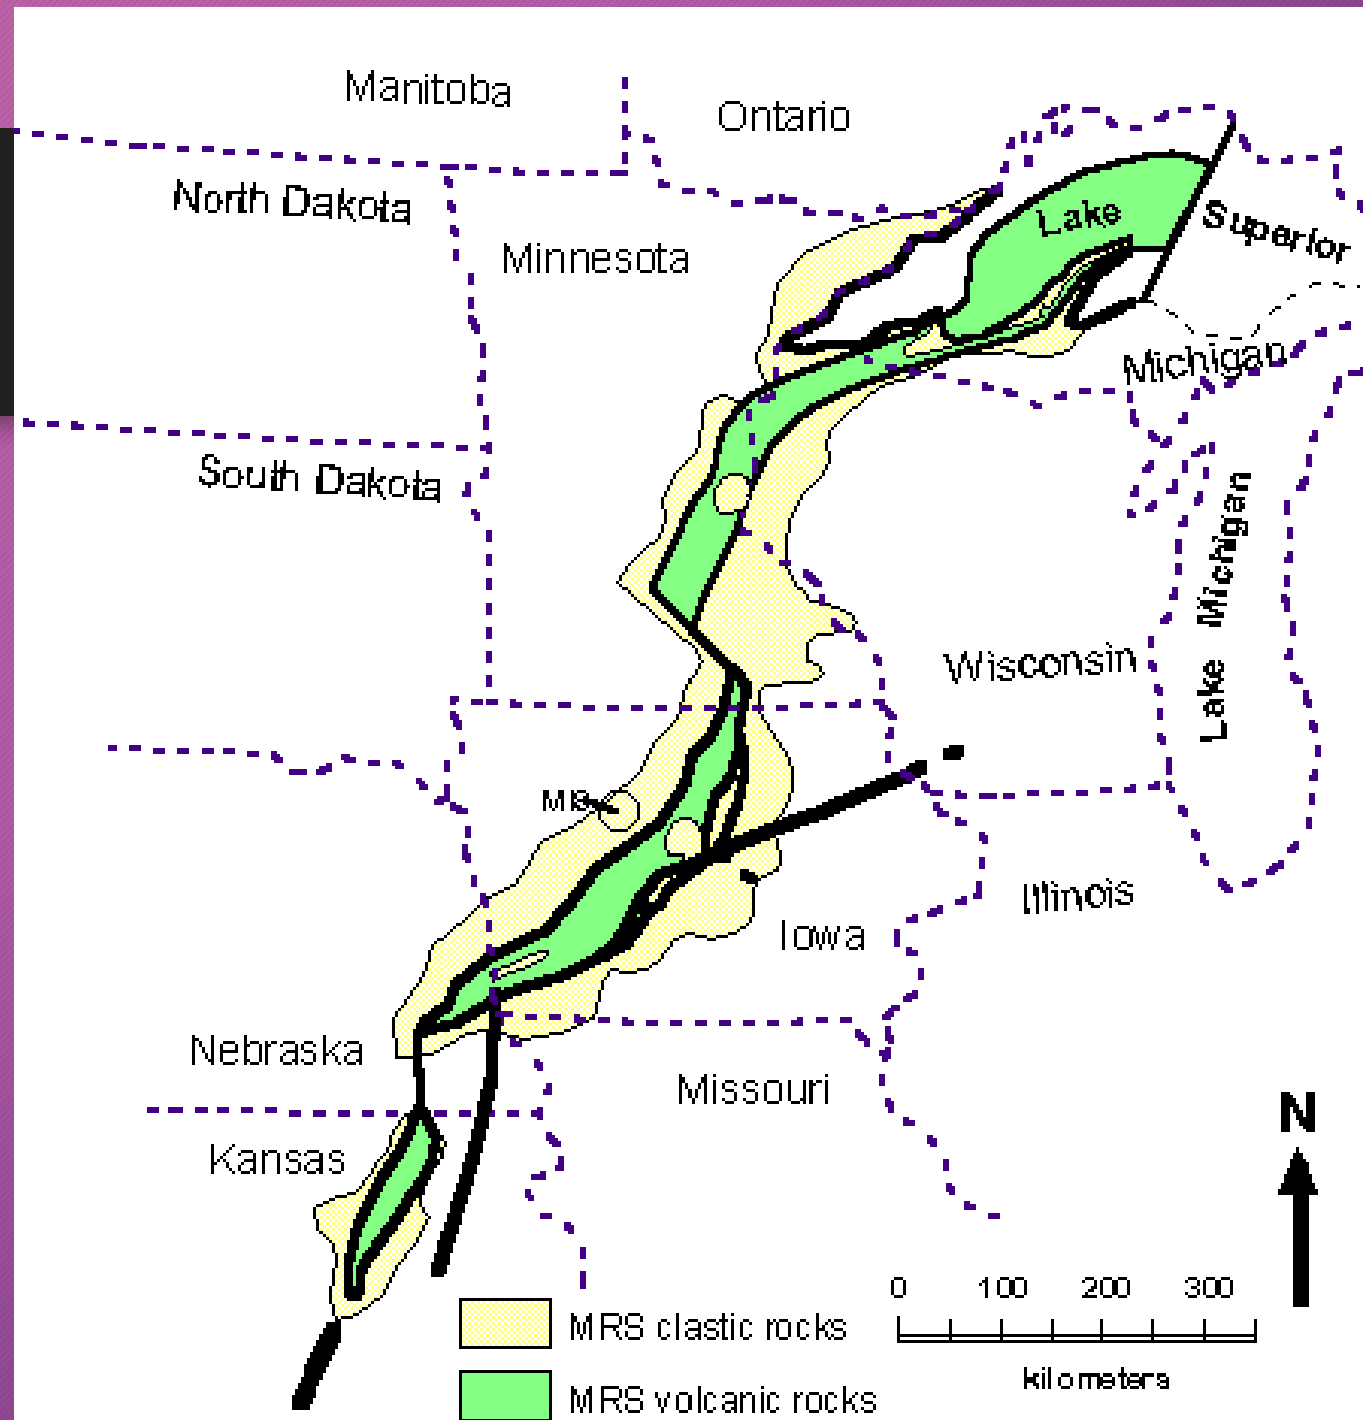 Manitoba
Ontario
North Dakota
Minnesota
Lake
Superior
Michigan
South Dakota
Lake Michigan
Wisconsin
MIS
Illinois
Iowa
Nebraska
Missouri
N
Kansas
0 100 200 300
kilometers
MRS clastic rocks
MRS volcanic rocks